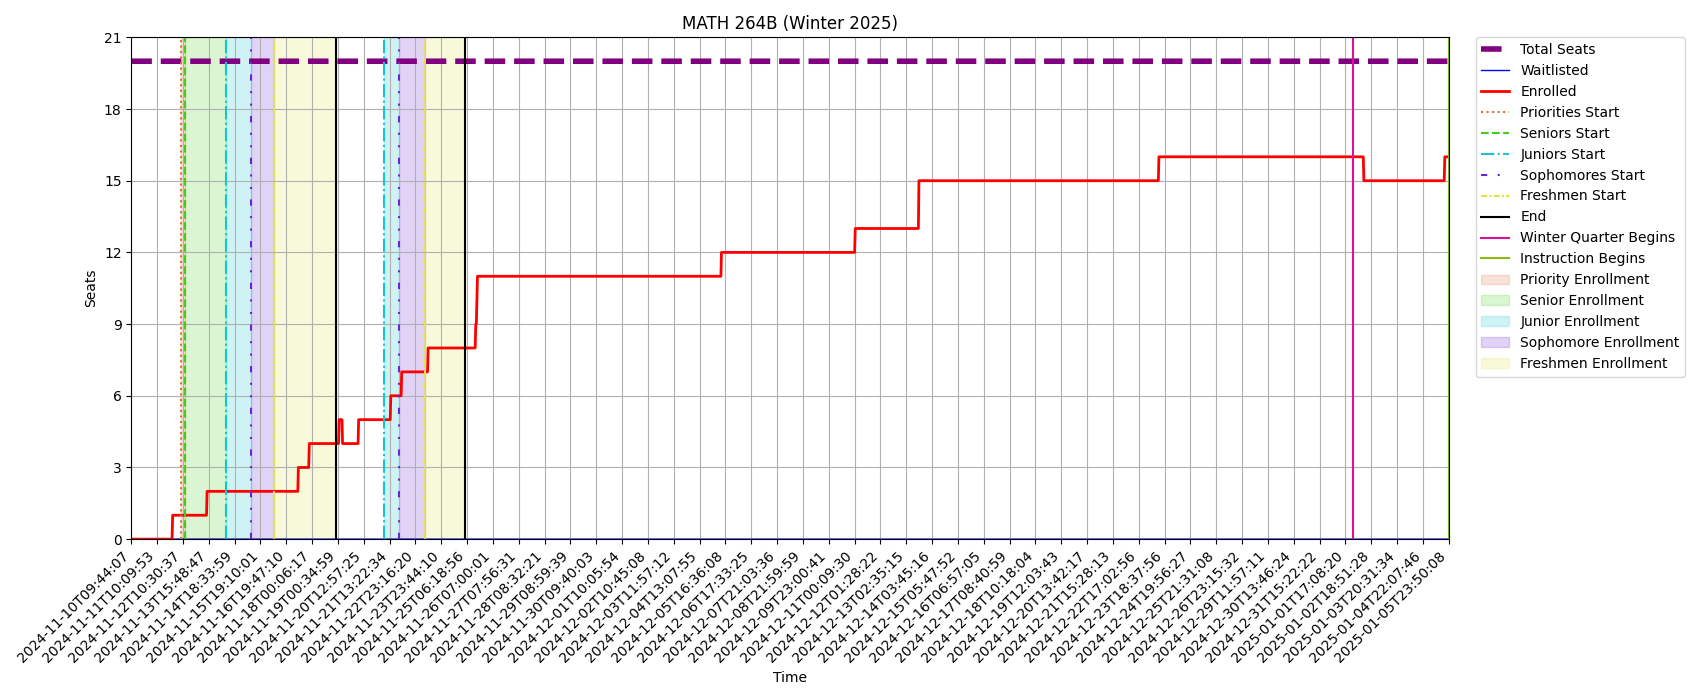 MATH 264B (Winter 2025)
21
18
15
12
9
6
3
0
Seats
2024-11-10T09:44:07
2024-11-11T10:09:53
2024-11-12T10:30:37
2024-11-13T15:48:47
2024-11-14T18:33:59
2024-11-15T19:10:01
2024-11-16T19:47:10
2024-11-18T00:06:17
2024-11-19T00:34:59
2024-11-20T12:57:25
2024-11-21T13:22:34
2024-11-22T23:16:20
2024-11-23T23:44:10
2024-11-25T06:18:56
2024-11-26T07:00:01
2024-11-27T07:56:31
2024-11-28T08:32:21
2024-11-29T08:59:39
2024-11-30T09:40:03
2024-12-01T10:05:54
2024-12-02T10:45:08
2024-12-03T11:57:12
2024-12-04T13:07:55
2024-12-05T16:36:08
2024-12-06T17:33:25
2024-12-07T21:03:36
2024-12-08T21:59:59
2024-12-09T23:00:41
2024-12-11T00:09:30
2024-12-12T01:28:22
2024-12-13T02:35:15
2024-12-14T03:45:16
2024-12-15T05:47:52
2024-12-16T06:57:05
2024-12-17T08:40:59
2024-12-18T10:18:04
2024-12-19T12:03:43
2024-12-20T13:42:17
2024-12-21T15:28:13
2024-12-22T17:02:56
2024-12-23T18:37:56
2024-12-24T19:56:27
2024-12-25T21:31:08
2024-12-26T23:15:32
2024-12-29T11:57:11
2024-12-30T13:46:24
2024-12-31T15:22:22
2025-01-01T17:08:20
2025-01-02T18:51:28
2025-01-03T20:31:34
2025-01-04T22:07:46
2025-01-05T23:50:08
Time
Total Seats
Waitlisted
Enrolled
Priorities Start
Seniors Start
Juniors Start
Sophomores Start
Freshmen Start
End
Winter Quarter Begins
Instruction Begins
Priority Enrollment
Senior Enrollment
Junior Enrollment
Sophomore Enrollment
Freshmen Enrollment